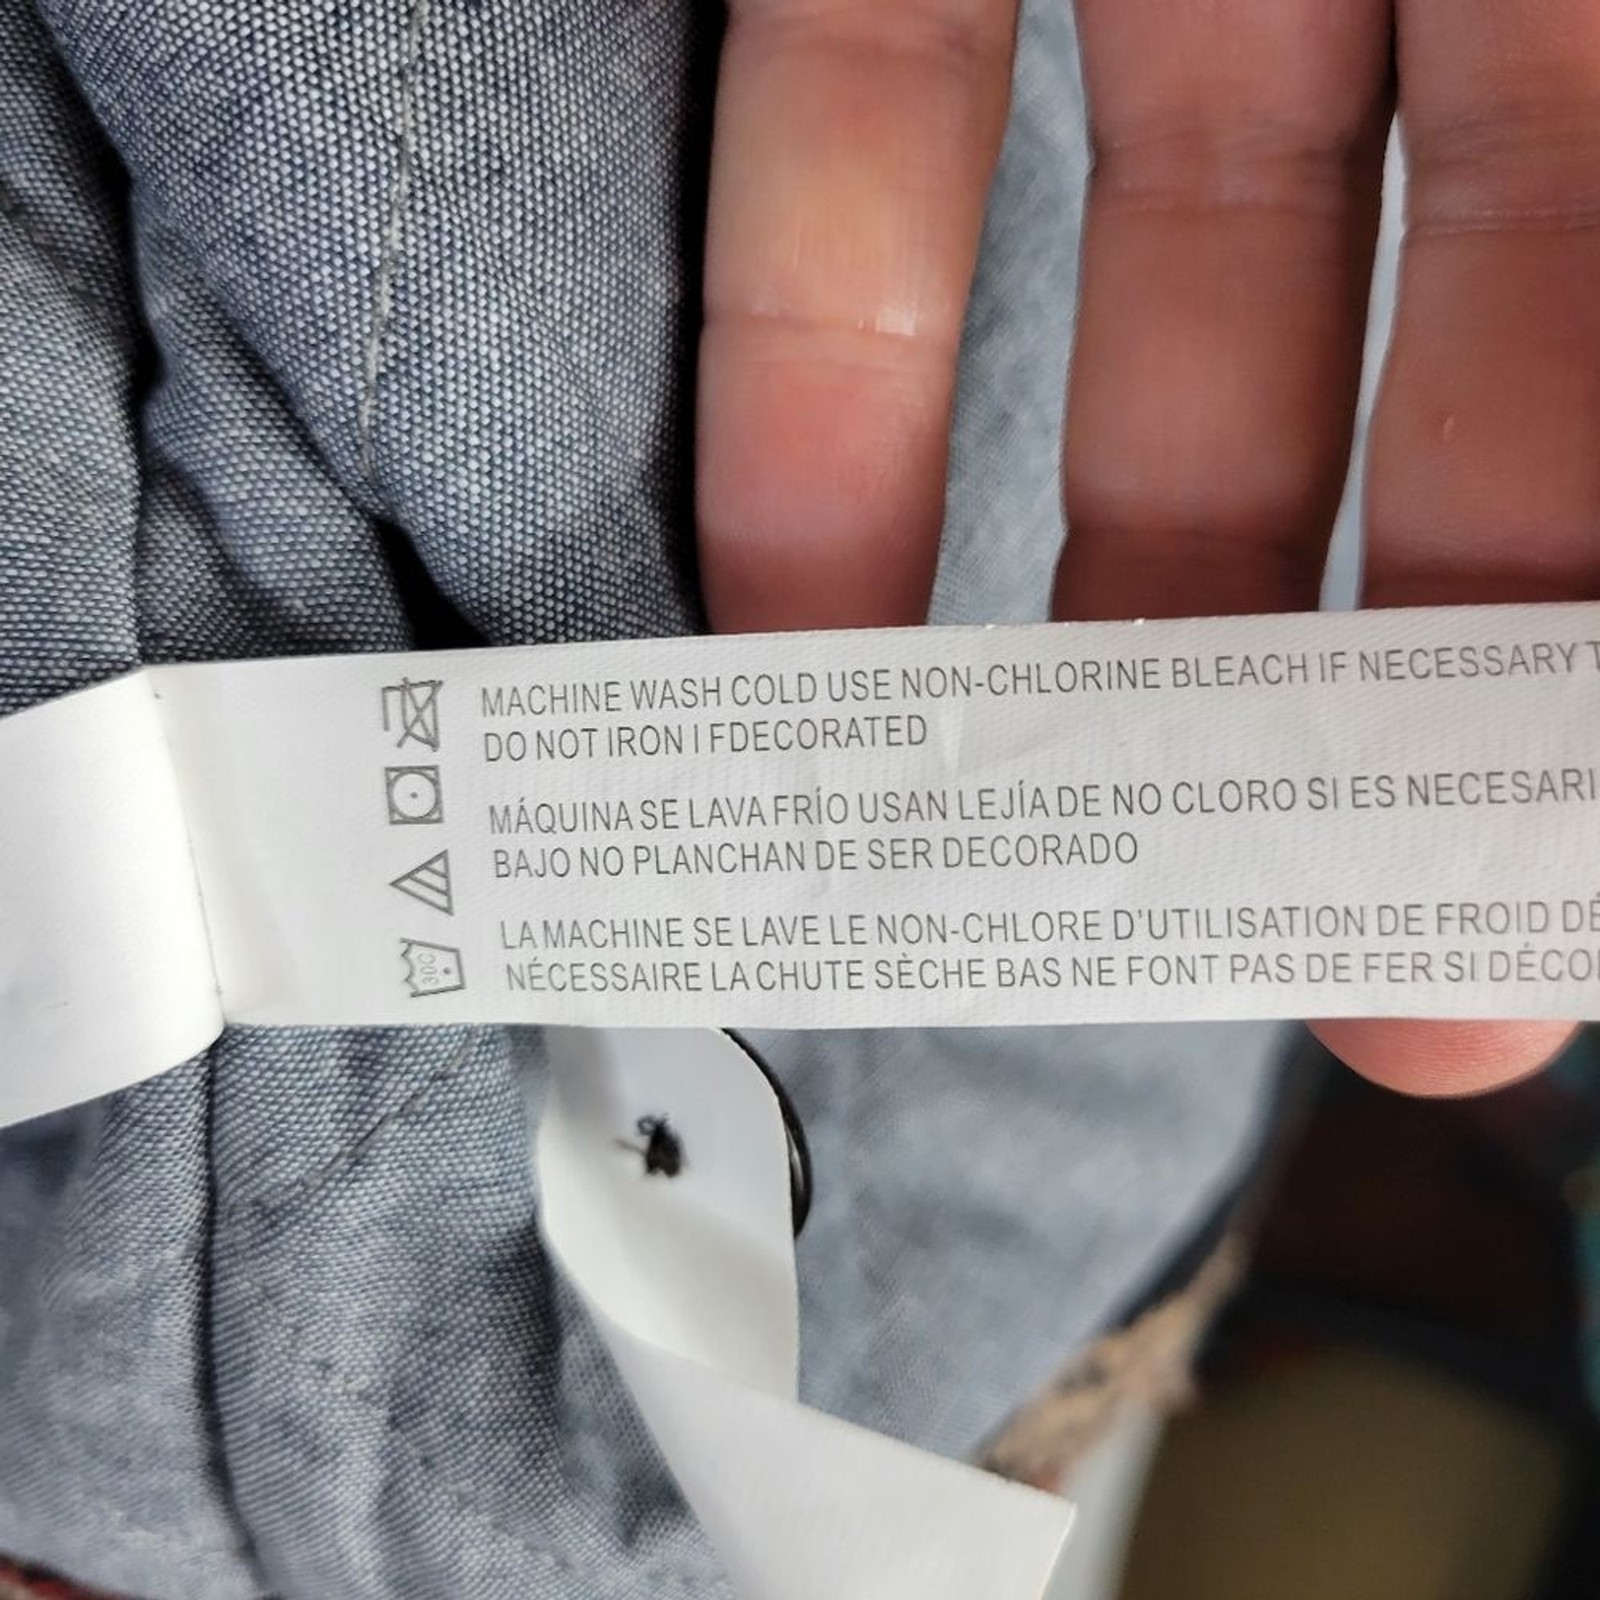 MACHINE WASH COLD USE NON-CHLORINE BLEACH IF NECESSARY
DO NOT IRON I FDECORATED
MÁQUINA SE LAVA FRÍO USAN LEJÍA DE NO CLORO SI ES
BAJO NO PLANCHAN DE SER DECORADO
LA MACHINE SE LAVE LE NON-CHLORE D'UTILISATION DE FROID
NÉCESSAIRE LA CHUTE SÈCHE BAS NE FONT PAS DE FER SI
30C